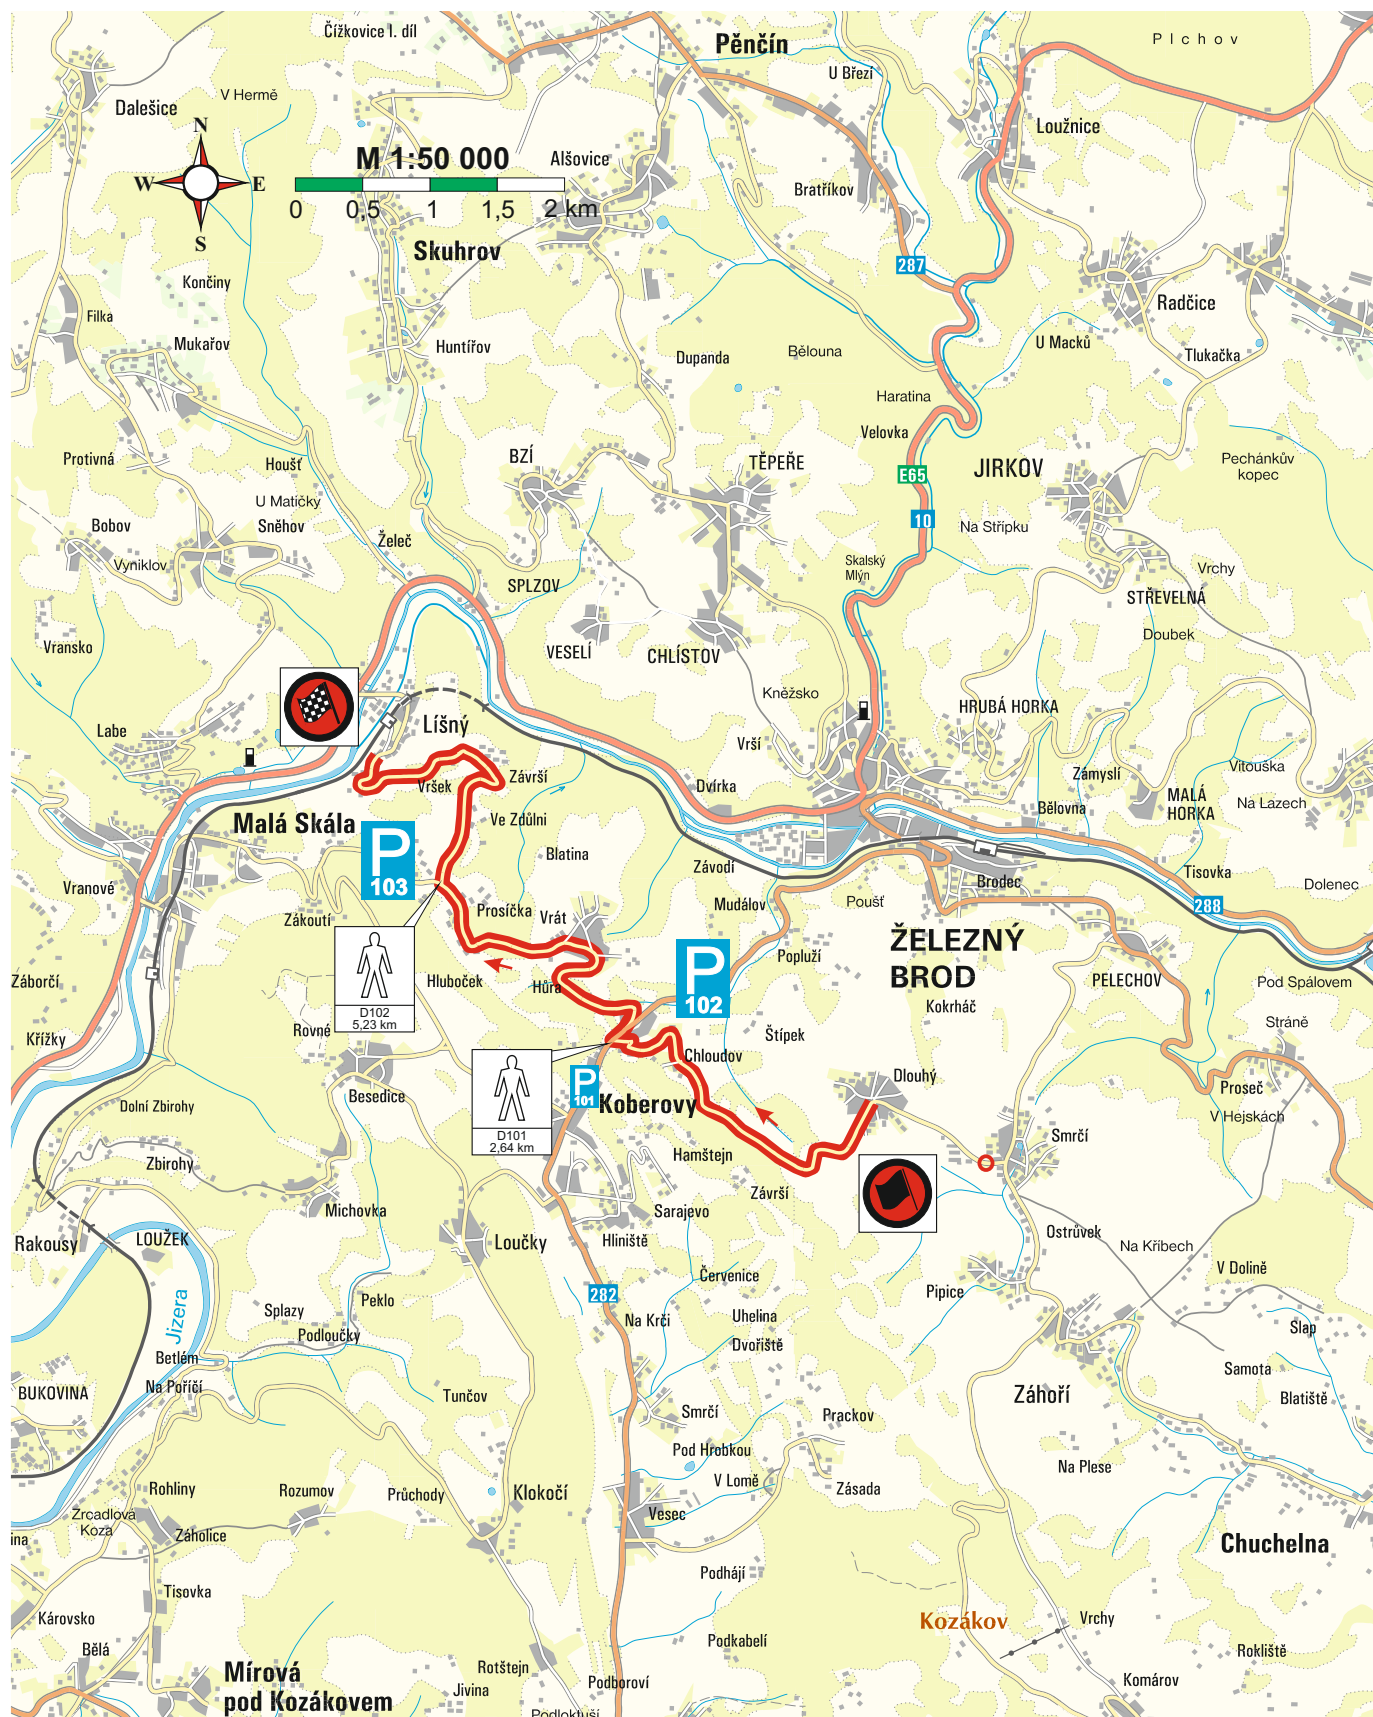 Čížkovice I. díl
Pěnčín
Plchov
U Březí
V Hermě
Dalešice
Loužnice
N
W
E
S
M 1:50 000
0
0,5
1
1,5
2 km
Alšovice
Bratříkov
Skuhrov
287
Končiny
Radčice
Filka
Mukařov
Huntířov
Dupanda
Bělouna
U Macků
Tlukačka
Haratina
Velovka
Protivná
Houšť
BZÍ
TĚPEŘE
E65
JIRKOV
Pechánkův
kopec
U Matičky
Bobov
Sněhov
10
Na Střípku
Želeč
Vyniklov
Skalský
Mlýn
Vrchy
SPLZOV
STŘEVELNÁ
Doubek
Vransko
VESELÍ
CHLÍSTOV
Kněžsko
HRUBÁ HORKA
Labe
Líšný
Vrší
Vitouška
Zámyslí
Vršek
Závrší
Dvírka
MALÁ
HORKA
Na Lazech
Bělovna
Malá Skála
Ve Zdůlni
P
103
Blatina
Závodí
Tisovka
Vranové
Brodec
Dolenec
288
Zákoutí
Prosíčka
Vrát
Mudálov
Poušť
ŽELEZNÝ
BROD
Popluží
Záborčí
Hluboček
Hůra
P
102
Kokrháč
PELECHOV
Pod Spálovem
D102
5,23 km
Rovné
Křížky
Štípek
Stráně
Chloudov
Dlouhý
P
101
Koberovy
Besedice
Proseč
Dolní Zbirohy
V Hejskách
D101
2,64 km
Smrčí
Zbirohy
Hamštejn
Závrší
Michovka
Sarajevo
Rakousy
LOUŽEK
Loučky
Hliniště
Ostrůvek
Na Kříbech
V Dolině
Jizera
Červenice
Pipice
282
Peklo
Splazy
Na Krči
Uhelina
Podloučky
Dvořiště
Slap
Betlém
Samota
BUKOVINA
Na Poříčí
Tunčov
Záhoří
Blatiště
Smrčí
Prackov
Pod Hrobkou
Na Plese
V Lomě
Rohliny
Rozumov
Průchody
Klokočí
Zásada
Zrcadlová
Koza
Vesec
Záholice
ina
Chuchelna
Podhájí
Tisovka
Károvsko
Kozákov
Vrchy
Bělá
Podkabelí
Rokliště
Mírová
pod Kozákovem
Rotštejn
Jivina
Podboroví
Komárov
Podloktuší